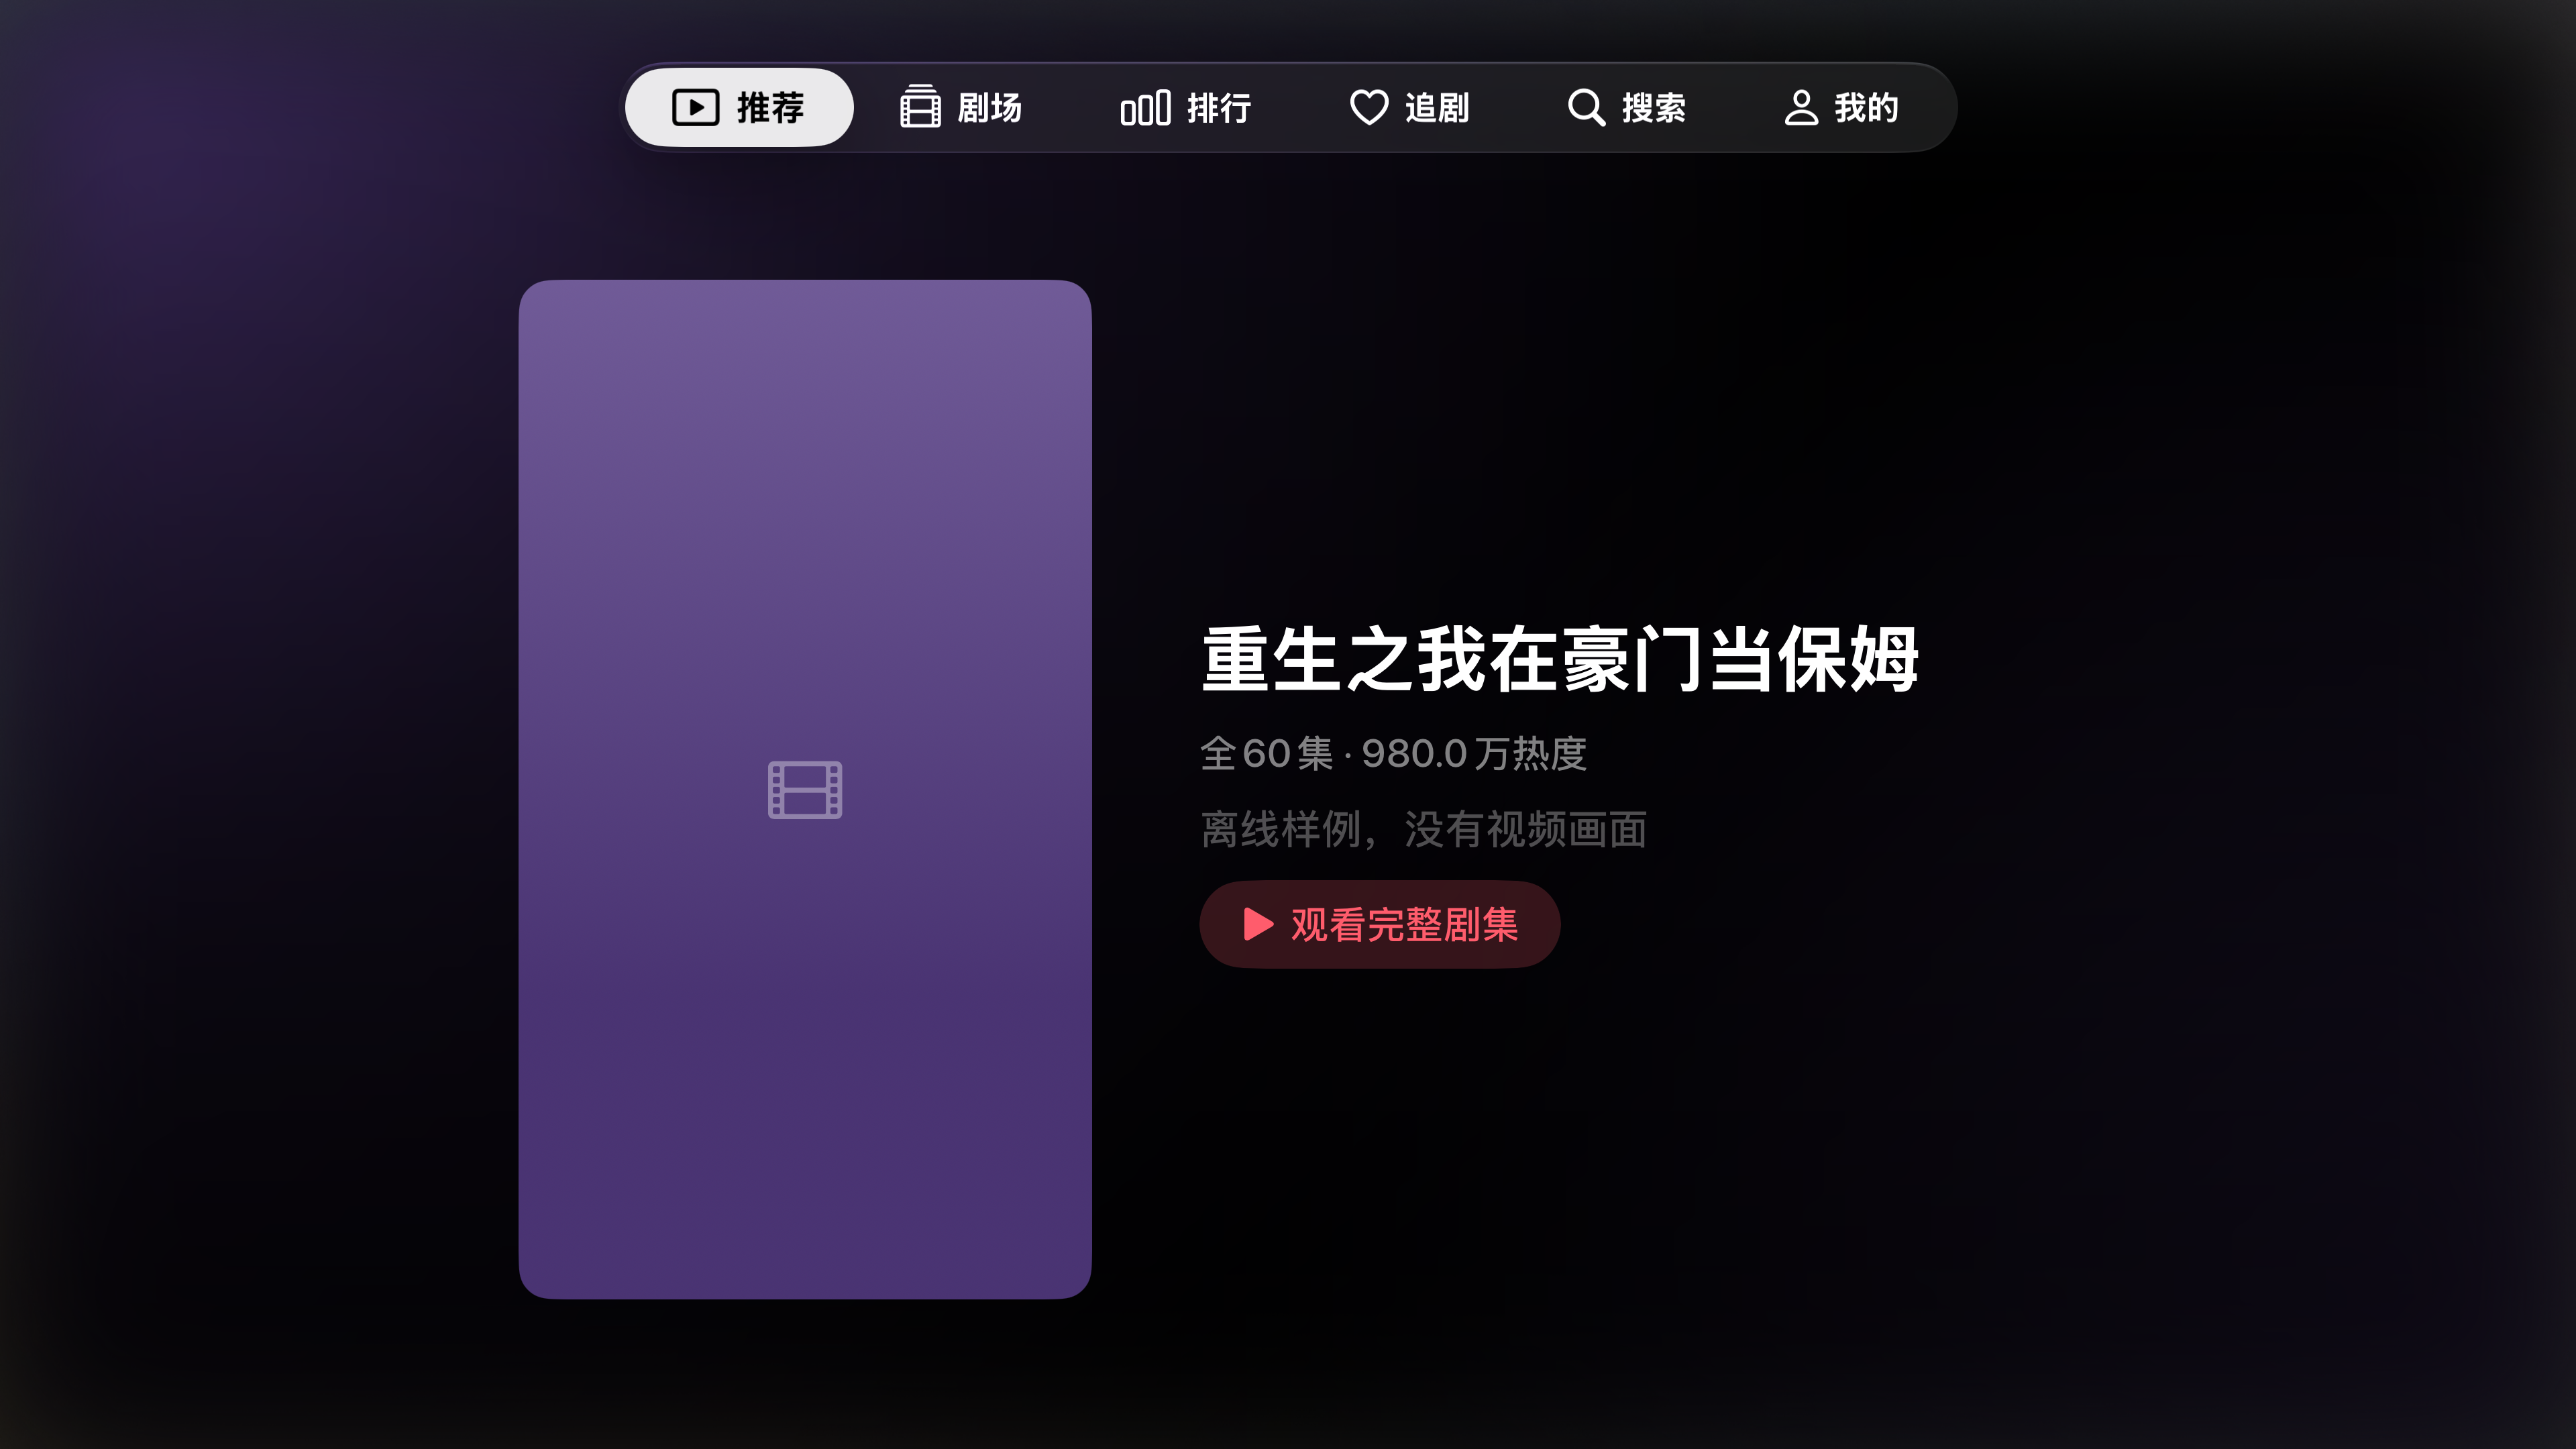 推荐 剧场 排行 追剧 搜索 我的
重生之我在豪门当保姆
全60集 · 980.0万热度
离线样例，没有视频画面
观看完整剧集